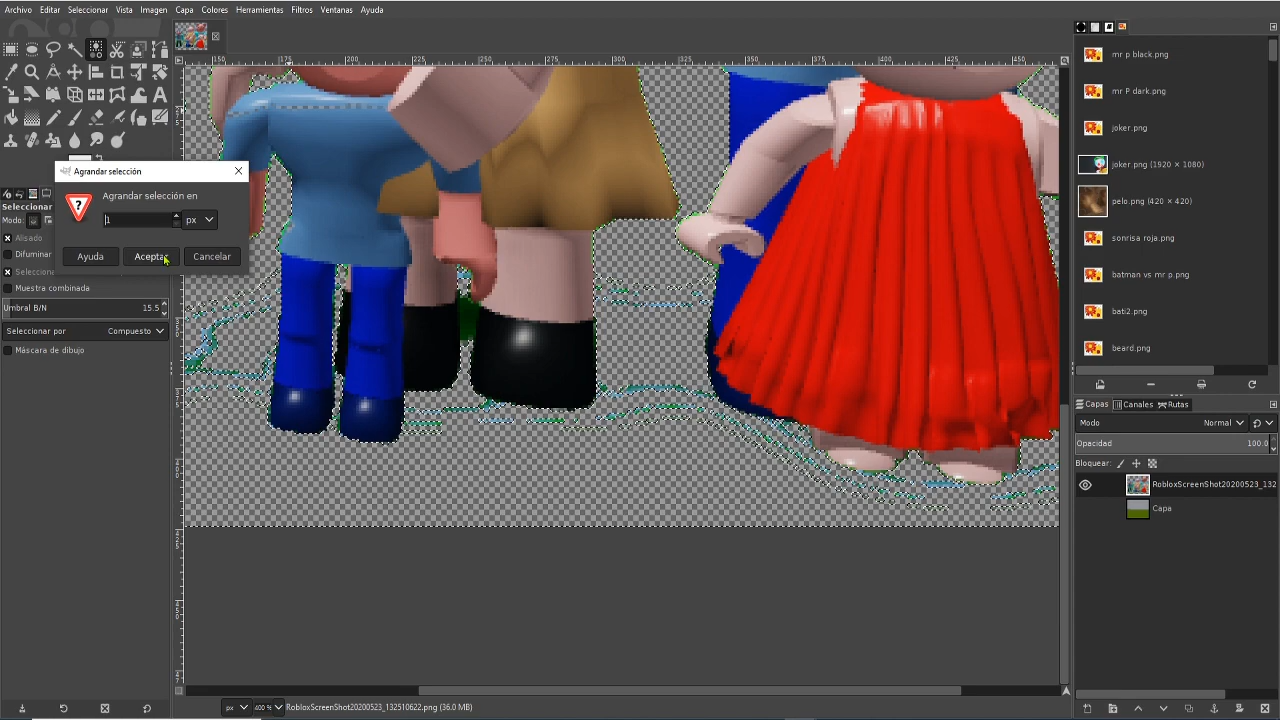 Archivo Editar Seleccionar Vista Imagen Capa Colores Herramientas Filtros Ventanas Ayuda
mr p black.png
mr P dark.png
joker.png
joker.png (1920 × 1080)
pelo.png (420 × 420)
sonrisa roja.png
batman vs mr p.png
bati2.png
beard.png
Agrandar selección
Agrandar selección en
1 px
Ayuda Aceptar Cancelar
Seleccionar
Modo:
Alisado
Difuminar
Selecciona
Muestra combinada
Umbral B/N 15.5
Seleccionar por Compuesto
Máscara de dibujo
Capas Canales Rutas
Modo Normal
Opacidad 100.0
Bloquear:
RobloxScreenShot20200523_132
Capa
px 400 % RobloxScreenShot20200523_132510622.png (36.0 MB)